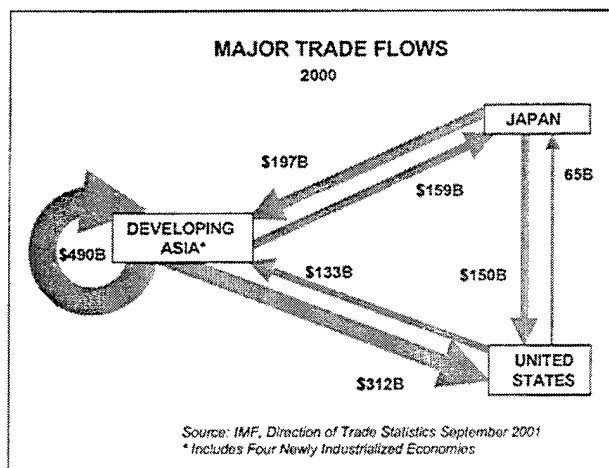 MAJOR TRADE FLOWS
2000
JAPAN
$197B
$159B
65B
DEVELOPING
ASIA*
$490B
$133B
$150B
UNITED
STATES
$312B
Source: IMF, Direction of Trade Statistics September 2001
* Includes Four Newly Industrialized Economies